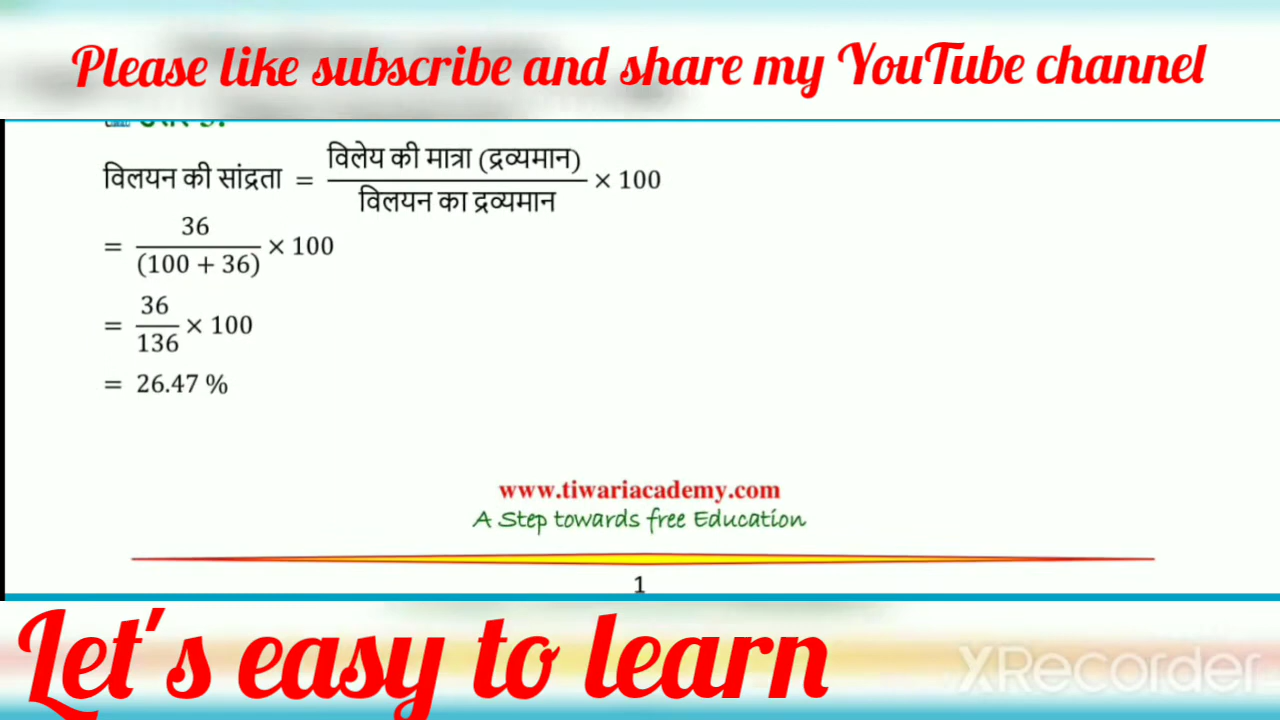 Please like subscribe and share my YouTube channel
विलयन की सांद्रता = विलेय की मात्रा (द्रव्यमान) / विलयन का द्रव्यमान × 100
= 36 / (100 + 36) × 100
= 36 / 136 × 100
= 26.47 %
www.tiwariacademy.com
A Step towards free Education
1
Let's easy to learn
XRecorder